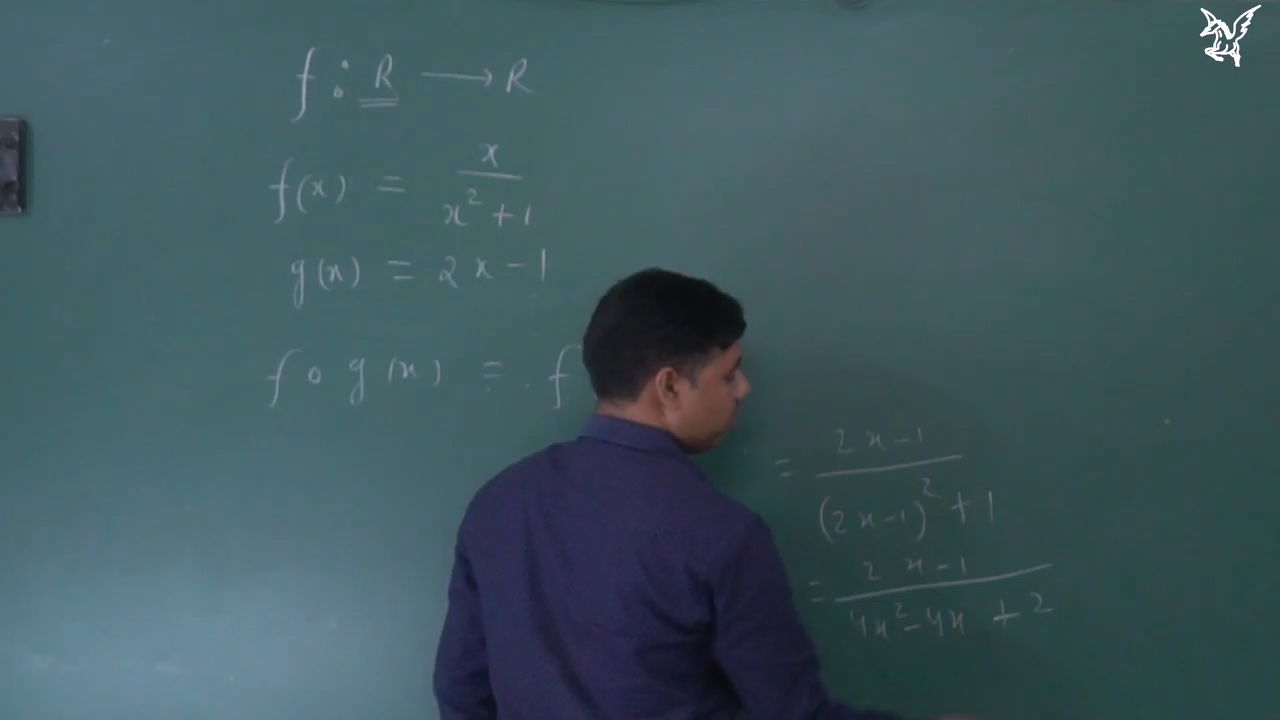 f : R ⟶ R
f(x) = x
x² + 1
g(x) = 2x - 1
f o g(x) = f
= 2x - 1
(2x - 1)² + 1
= 2x - 1
4x² - 4x + 2